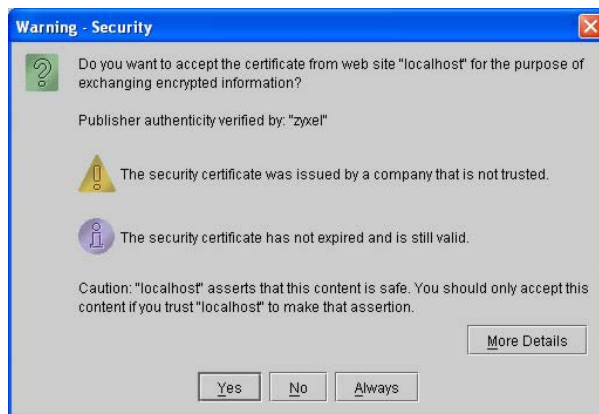 Warning - Security
Do you want to accept the certificate from web site "localhost" for the purpose of
exchanging encrypted information?
Publisher authenticity verified by: "zyxel"
The security certificate was issued by a company that is not trusted.
The security certificate has not expired and is still valid.
Caution: "localhost" asserts that this content is safe. You should only accept this
content if you trust "localhost" to make that assertion.
More Details
Yes No Always